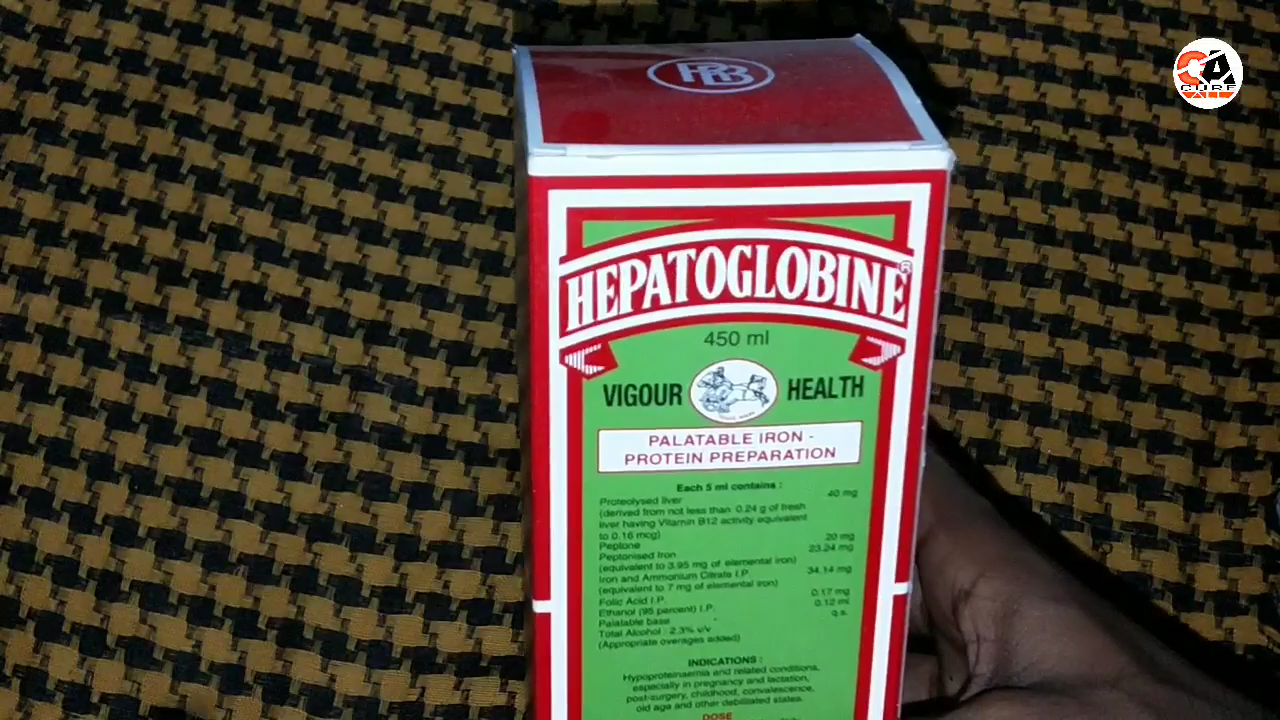 CA
CURE
RB
HEPATOGLOBINE®
450 ml
VIGOUR HEALTH
PALATABLE IRON -
PROTEIN PREPARATION
Each 5 ml contains :
Proteolysed liver 40 mg
(derived from not less than 0.24 g of fresh
liver having Vitamin B12 activity equivalent
to 0.16 mcg)
Peptone 20 mg
Peptonised Iron 23.24 mg
(equivalent to 3.95 mg of elemental iron)
Iron and Ammonium Citrate I.P 34.14 mg
(equivalent to 7 mg of elemental iron)
Folic Acid I.P. 0.17 mg
Ethanol (95 percent) I.P. 0.12 ml
Palatable base q.s.
Total Alcohol : 2.3% v/v
(Appropriate overages added)
INDICATIONS :
Hypoproteinaemia and related conditions,
especially in pregnancy and lactation,
post-surgery, childhood, convalescence,
old age and other debilitated states.
DOSE